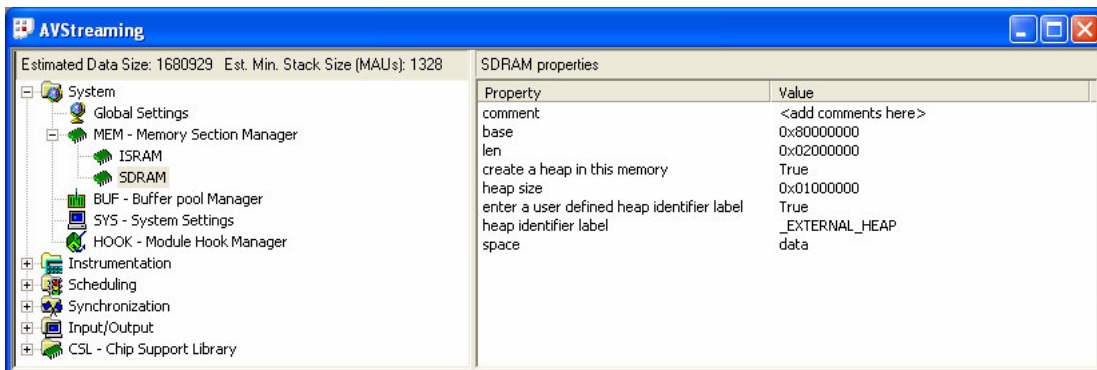 AVStreaming
Estimated Data Size: 1680929 Est. Min. Stack Size (MAUs): 1328
System
Global Settings
MEM - Memory Section Manager
ISRAM
SDRAM
BUF - Buffer pool Manager
SYS - System Settings
HOOK - Module Hook Manager
Instrumentation
Scheduling
Synchronization
Input/Output
CSL - Chip Support Library
SDRAM properties
Property Value
comment <add comments here>
base 0x80000000
len 0x02000000
create a heap in this memory True
heap size 0x01000000
enter a user defined heap identifier label True
heap identifier label _EXTERNAL_HEAP
space data